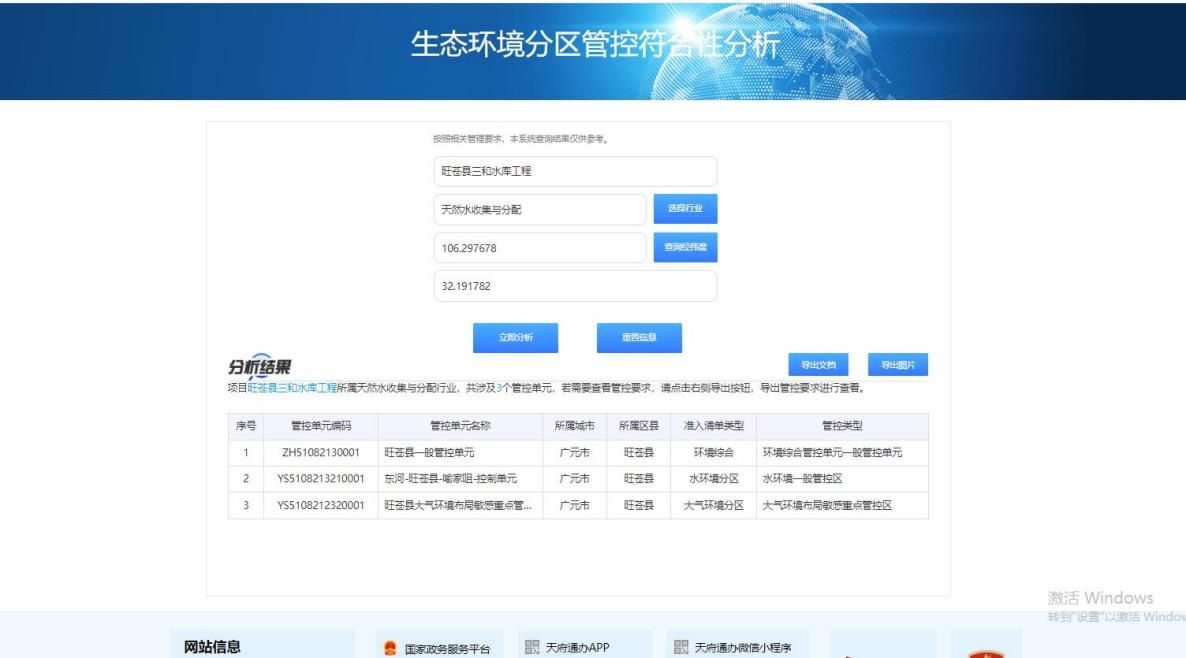 生态环境分区管控符合性分析
按照相关管理要求，本系统查询结果仅供参考。
旺苍县三和水库工程
天然水收集与分配
选择行业
106.297678
查询经纬度
32.191782
立即分析
重置信息
分析结果
导出文档
导出图片
项目旺苍县三和水库工程所属天然水收集与分配行业，共涉及3个管控单元，若需要查看管控要求，请点击右侧导出按钮，导出管控要求进行查看。
序号 管控单元编码 管控单元名称 所属城市 所属区县 准入清单类型 管控类型
1 ZH51082130001 旺苍县一般管控单元 广元市 旺苍县 环境综合 环境综合管控单元一般管控单元
2 YS5108213210001 东河-旺苍县-喻家咀-控制单元 广元市 旺苍县 水环境分区 水环境一般管控区
3 YS5108212320001 旺苍县大气环境布局敏感重点管... 广元市 旺苍县 大气环境分区 大气环境布局敏感重点管控区
激活 Windows
转到"设置"以激活 Window
网站信息
国家政务服务平台
天府通办APP
天府通办微信小程序